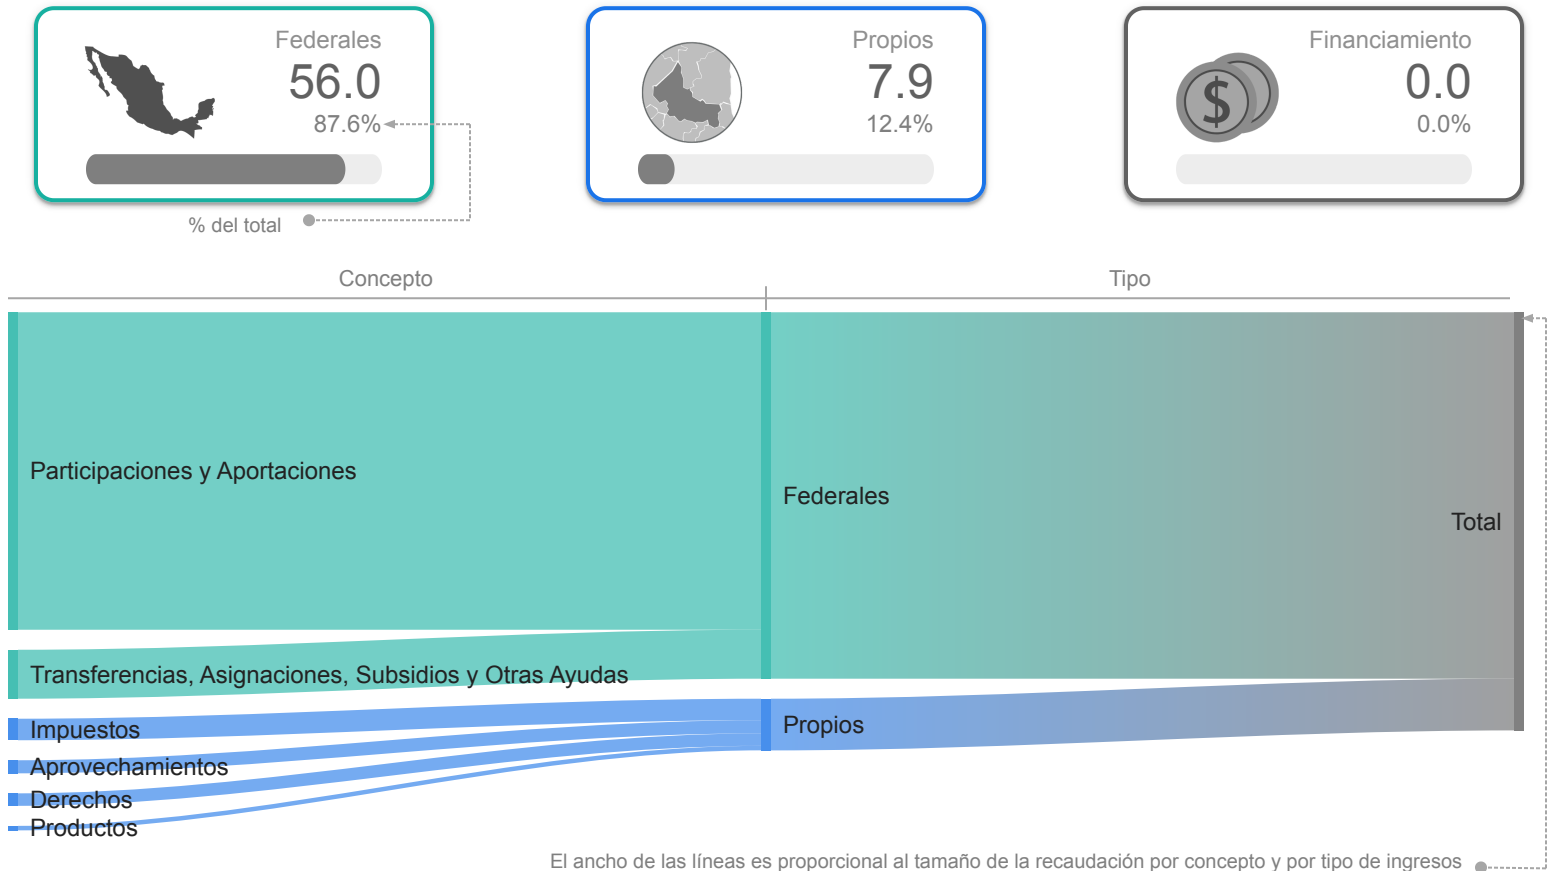 Federales
56.0
87.6%
Propios
7.9
12.4%
Financiamiento
0.0
0.0%
$
% del total
Concepto
Tipo
Participaciones y Aportaciones
Federales
Total
Transferencias, Asignaciones, Subsidios y Otras Ayudas
Impuestos
Propios
Aprovechamientos
Derechos
Productos
El ancho de las líneas es proporcional al tamaño de la recaudación por concepto y por tipo de ingresos